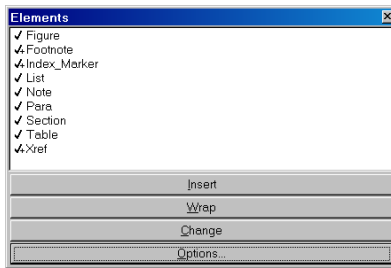 Elements
Figure
Footnote
Index_Marker
List
Note
Para
Section
Table
Xref
Insert
Wrap
Change
Options...